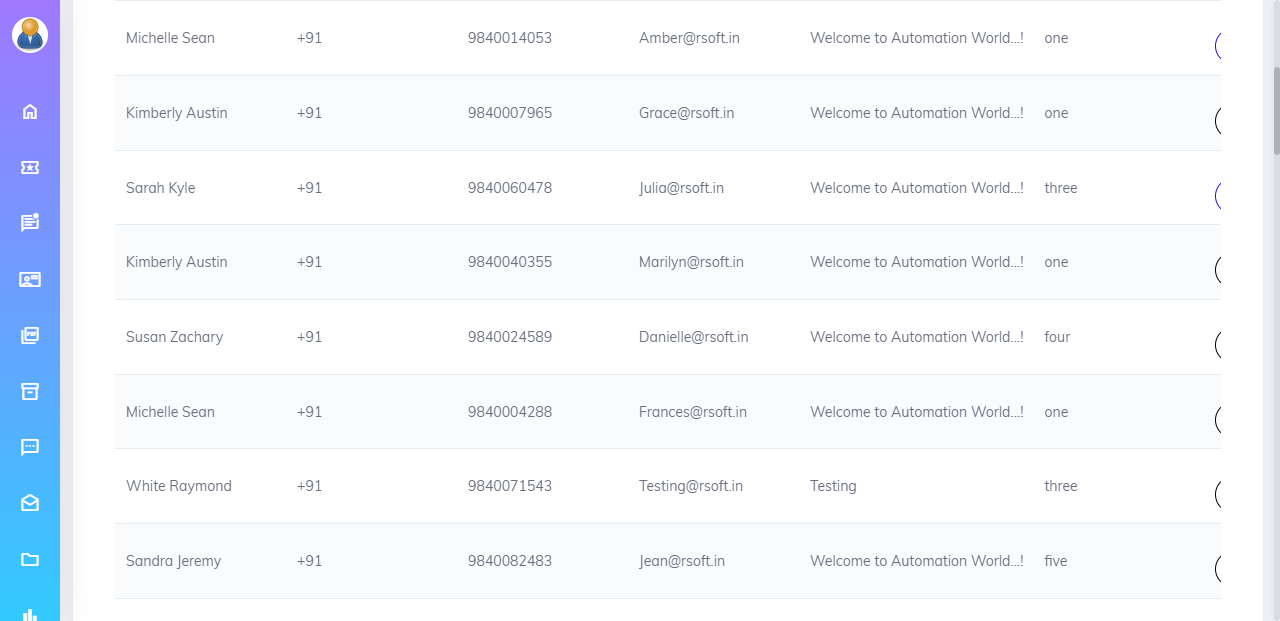 Michelle Sean +91 9840014053 Amber@rsoft.in Welcome to Automation World...! one
Kimberly Austin +91 9840007965 Grace@rsoft.in Welcome to Automation World...! one
Sarah Kyle +91 9840060478 Julia@rsoft.in Welcome to Automation World...! three
Kimberly Austin +91 9840040355 Marilyn@rsoft.in Welcome to Automation World...! one
Susan Zachary +91 9840024589 Danielle@rsoft.in Welcome to Automation World...! four
Michelle Sean +91 9840004288 Frances@rsoft.in Welcome to Automation World...! one
White Raymond +91 9840071543 Testing@rsoft.in Testing three
Sandra Jeremy +91 9840082483 Jean@rsoft.in Welcome to Automation World...! five